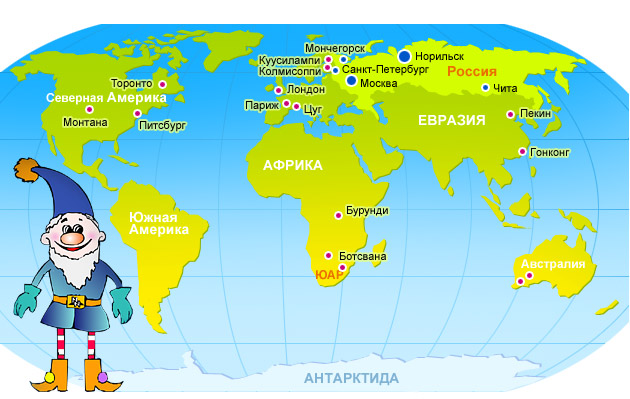 Мончегорск
Куусилампи
Норильск
Колмисоппи
Санкт-Петербург
Россия
Москва
Торонто
Лондон
Чита
Северная Америка
Париж
Цуг
Монтана
Питсбург
ЕВРАЗИЯ
Пекин
Гонконг
АФРИКА
Южная
Америка
Бурунди
Ботсвана
Австралия
ЮАР
АНТАРКТИДА